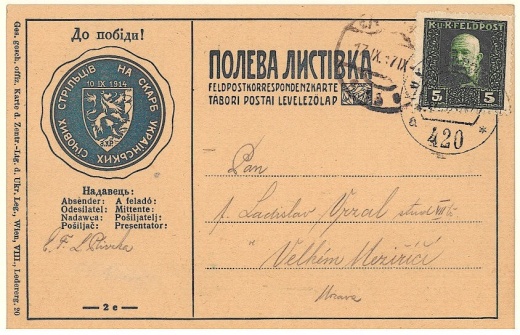 До побіди!
НА СКАРБ УКРАЇНСЬКИХ СІЧОВИХ СТРІЛЬЦІВ
10 IX. 1914
Надавець:
Absender: A feladó:
Odesilatel: Mittente:
Nadawca: Pošiljatelj:
Pošiljač: Presentator:
— 2 e —
Ges. gesch. offiz. Karte d. Zentr.-Ltg. d. Ukr. Leg., Wien, VIII., Ledererg. 20
ПОЛЕВА ЛИСТІВКА
FELDPOSTKORRESPONDENZKARTE
TÁBORI POSTAI LEVELEZŐLAP
K.u.K.FELDPOST
5 5
420
Pan
p. Ladislav Vrzal stud
Velkém Meziříčí
Morava